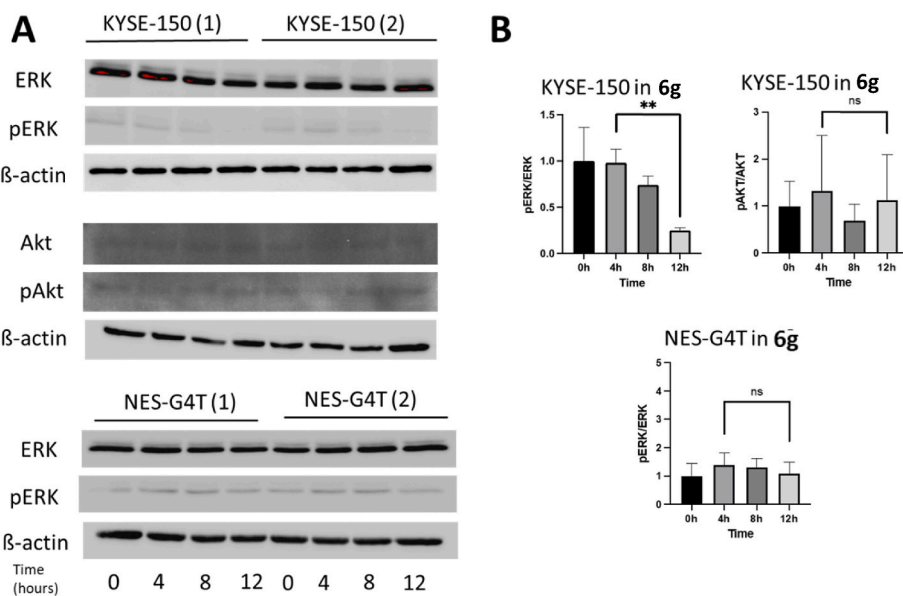 A
KYSE-150 (1) KYSE-150 (2)
ERK
pERK
ß-actin
Akt
pAkt
ß-actin
NES-G4T (1) NES-G4T (2)
ERK
pERK
ß-actin
Time
(hours)
0 4 8 12 0 4 8 12
B
KYSE-150 in 6g
**
pERK/ERK
1.5
1.0
0.5
0.0
0h 4h 8h 12h
Time
KYSE-150 in 6g
ns
pAKT/AKT
3
2
1
0
0h 4h 8h 12h
Time
NES-G4T in 6g
ns
pERK/ERK
5
4
3
2
1
0
0h 4h 8h 12h
Time